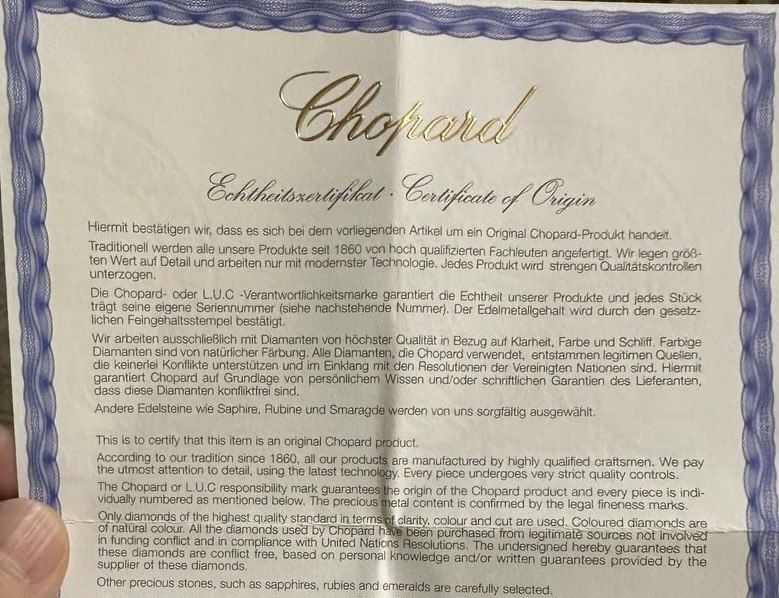 Chopard
Echtheitszertifikat · Certificate of Origin
Hiermit bestätigen wir, dass es sich bei dem vorliegenden Artikel um ein Original Chopard-Produkt handelt.
Traditionell werden alle unsere Produkte seit 1860 von hoch qualifizierten Fachleuten angefertigt. Wir legen größ-
ten Wert auf Detail und arbeiten nur mit modernster Technologie. Jedes Produkt wird strengen Qualitätskontrollen
unterzogen.
Die Chopard- oder L.U.C -Verantwortlichkeitsmarke garantiert die Echtheit unserer Produkte und jedes Stück
trägt seine eigene Seriennummer (siehe nachstehende Nummer). Der Edelmetallgehalt wird durch den gesetz-
lichen Feingehaltsstempel bestätigt.
Wir arbeiten ausschließlich mit Diamanten von höchster Qualität in Bezug auf Klarheit, Farbe und Schliff. Farbige
Diamanten sind von natürlicher Färbung. Alle Diamanten, die Chopard verwendet, entstammen legitimen Quellen,
die keinerlei Konflikte unterstützen und im Einklang mit den Resolutionen der Vereinigten Nationen sind. Hiermit
garantiert Chopard auf Grundlage von persönlichem Wissen und/oder schriftlichen Garantien des Lieferanten,
dass diese Diamanten konfliktfrei sind.
Andere Edelsteine wie Saphire, Rubine und Smaragde werden von uns sorgfältig ausgewählt.
This is to certify that this item is an original Chopard product.
According to our tradition since 1860, all our products are manufactured by highly qualified craftsmen. We pay
the utmost attention to detail, using the latest technology. Every piece undergoes very strict quality controls.
The Chopard or L.U.C responsibility mark guarantees the origin of the Chopard product and every piece is indi-
vidually numbered as mentioned below. The precious metal content is confirmed by the legal fineness marks.
Only diamonds of the highest quality standard in terms of clarity, colour and cut are used. Coloured diamonds are
of natural colour. All the diamonds used by Chopard have been purchased from legitimate sources not involved
in funding conflict and in compliance with United Nations Resolutions. The undersigned hereby guarantees that
these diamonds are conflict free, based on personal knowledge and/or written guarantees provided by the
supplier of these diamonds.
Other precious stones, such as sapphires, rubies and emeralds are carefully selected.